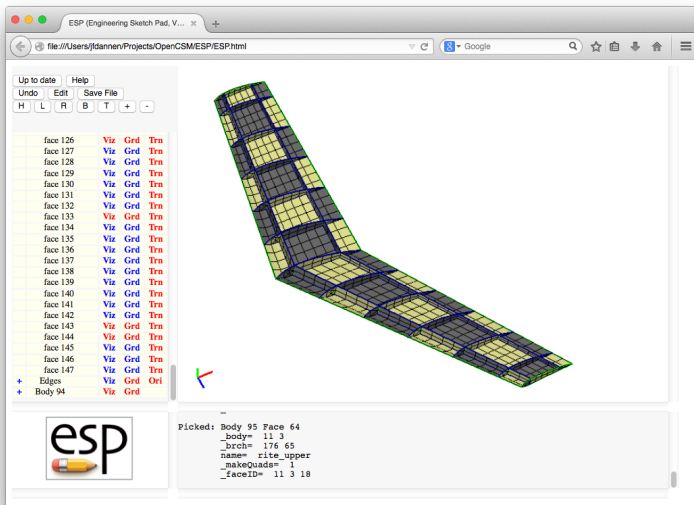 ESP (Engineering Sketch Pad, V...
file:///Users/jfdannen/Projects/OpenCSM/ESP/ESP.html
Google
Up to date Help
Undo Edit Save File
H L R B T + -
face 126 Viz Grd Trn
face 127 Viz Grd Trn
face 128 Viz Grd Trn
face 129 Viz Grd Trn
face 130 Viz Grd Trn
face 131 Viz Grd Trn
face 132 Viz Grd Trn
face 133 Viz Grd Trn
face 134 Viz Grd Trn
face 135 Viz Grd Trn
face 136 Viz Grd Trn
face 137 Viz Grd Trn
face 138 Viz Grd Trn
face 139 Viz Grd Trn
face 140 Viz Grd Trn
face 141 Viz Grd Trn
face 142 Viz Grd Trn
face 143 Viz Grd Trn
face 144 Viz Grd Trn
face 145 Viz Grd Trn
face 146 Viz Grd Trn
face 147 Viz Grd Trn
+ Edges Viz Grd Ori
+ Body 94 Viz Grd
esp
Picked: Body 95 Face 64
_body= 11 3
_brch= 176 65
name= rite_upper
_makeQuads= 1
_faceID= 11 3 18